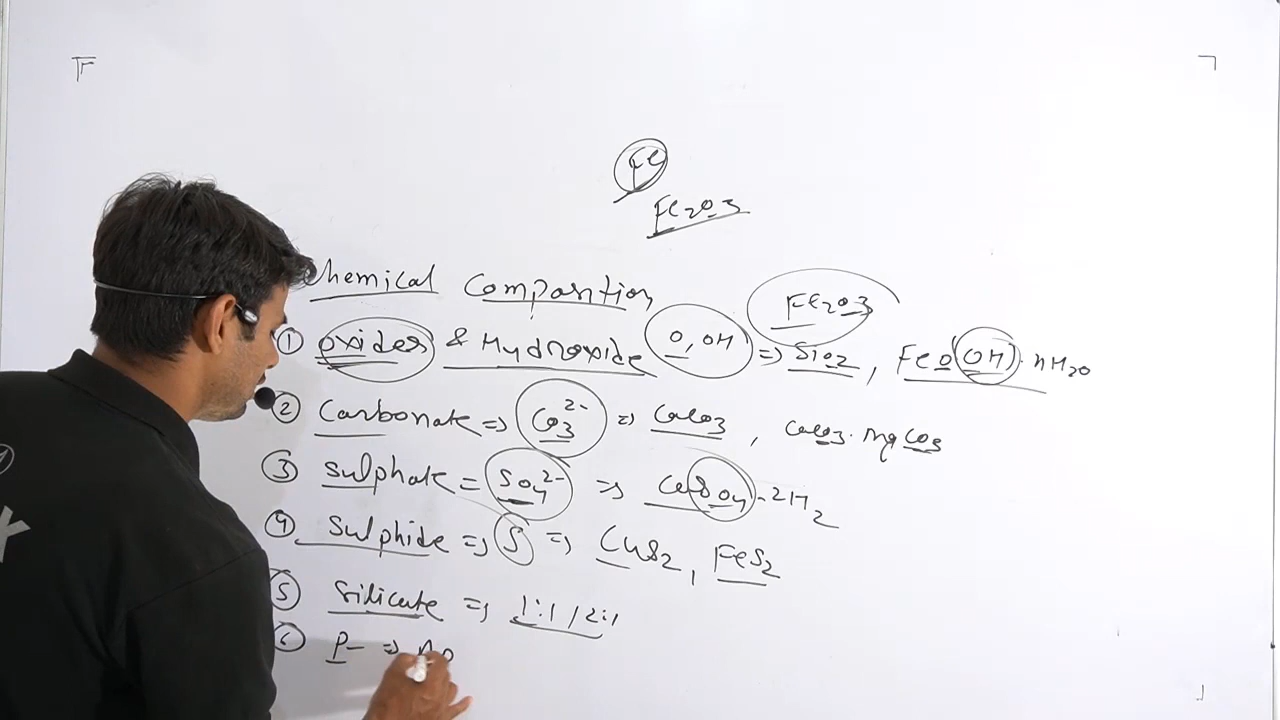 Fe
Fe2O3
Chemical Composition
Fe2O3
① oxides & Hydroxide O, OH => SiO2, FeO(OH)·nH2O
② Carbonate => CO3 2- => CaCO3, CaCO3·MgCO3
③ Sulphate = SO4 2- => CaSO4-2H2
④ Sulphide => S => CuS2, FeS2
⑤ Silicate => 1:1 / 2:1
⑥ P- =>